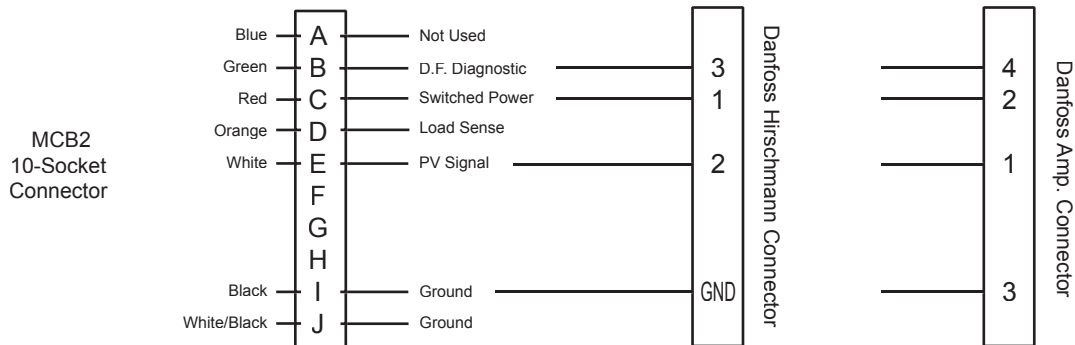 MCB2
10-Socket
Connector
Blue A Not Used
Green B D.F. Diagnostic 3 4
Red C Switched Power 1 2
Orange D Load Sense
White E PV Signal 2 1
F
G
H
Black I Ground GND 3
White/Black J Ground
Danfoss Hirschmann Connector
Danfoss Amp. Connector